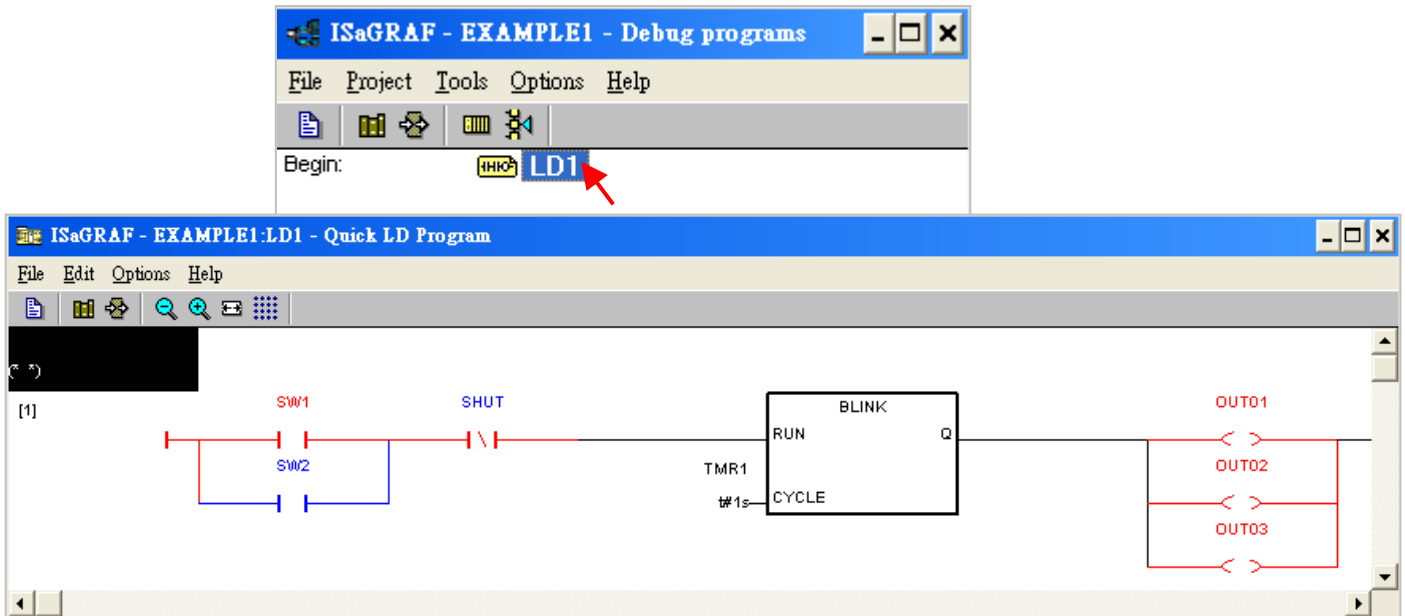 ISaGRAF - EXAMPLE1 - Debug programs
File Project Tools Options Help
Begin: LD1
ISaGRAF - EXAMPLE1:LD1 - Quick LD Program
File Edit Options Help
(* *)
[1]
SW1
SHUT
BLINK
OUT01
RUN
Q
SW2
TMR1
OUT02
t#1s
CYCLE
OUT03